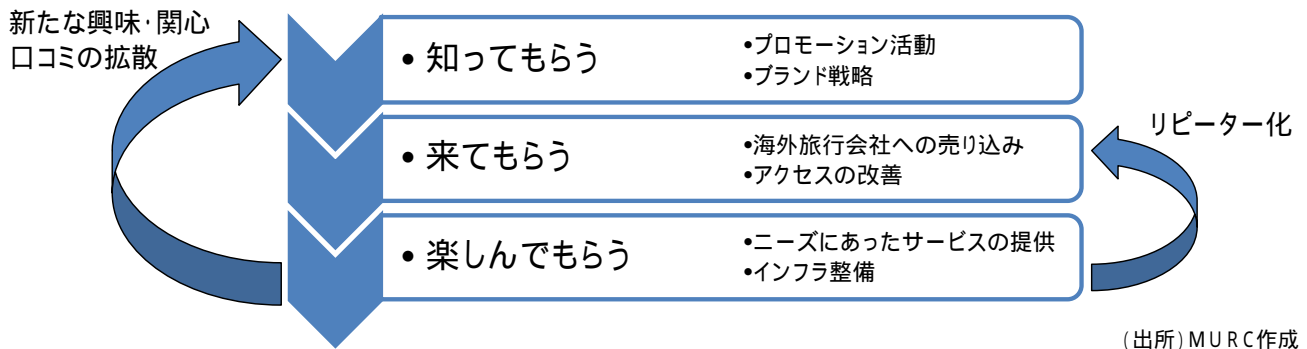 新たな興味・関心
口コミの拡散
• 知ってもらう
•プロモーション活動
•ブランド戦略
• 来てもらう
•海外旅行会社への売り込み
•アクセスの改善
リピーター化
• 楽しんでもらう
•ニーズにあったサービスの提供
•インフラ整備
(出所)MURC作成